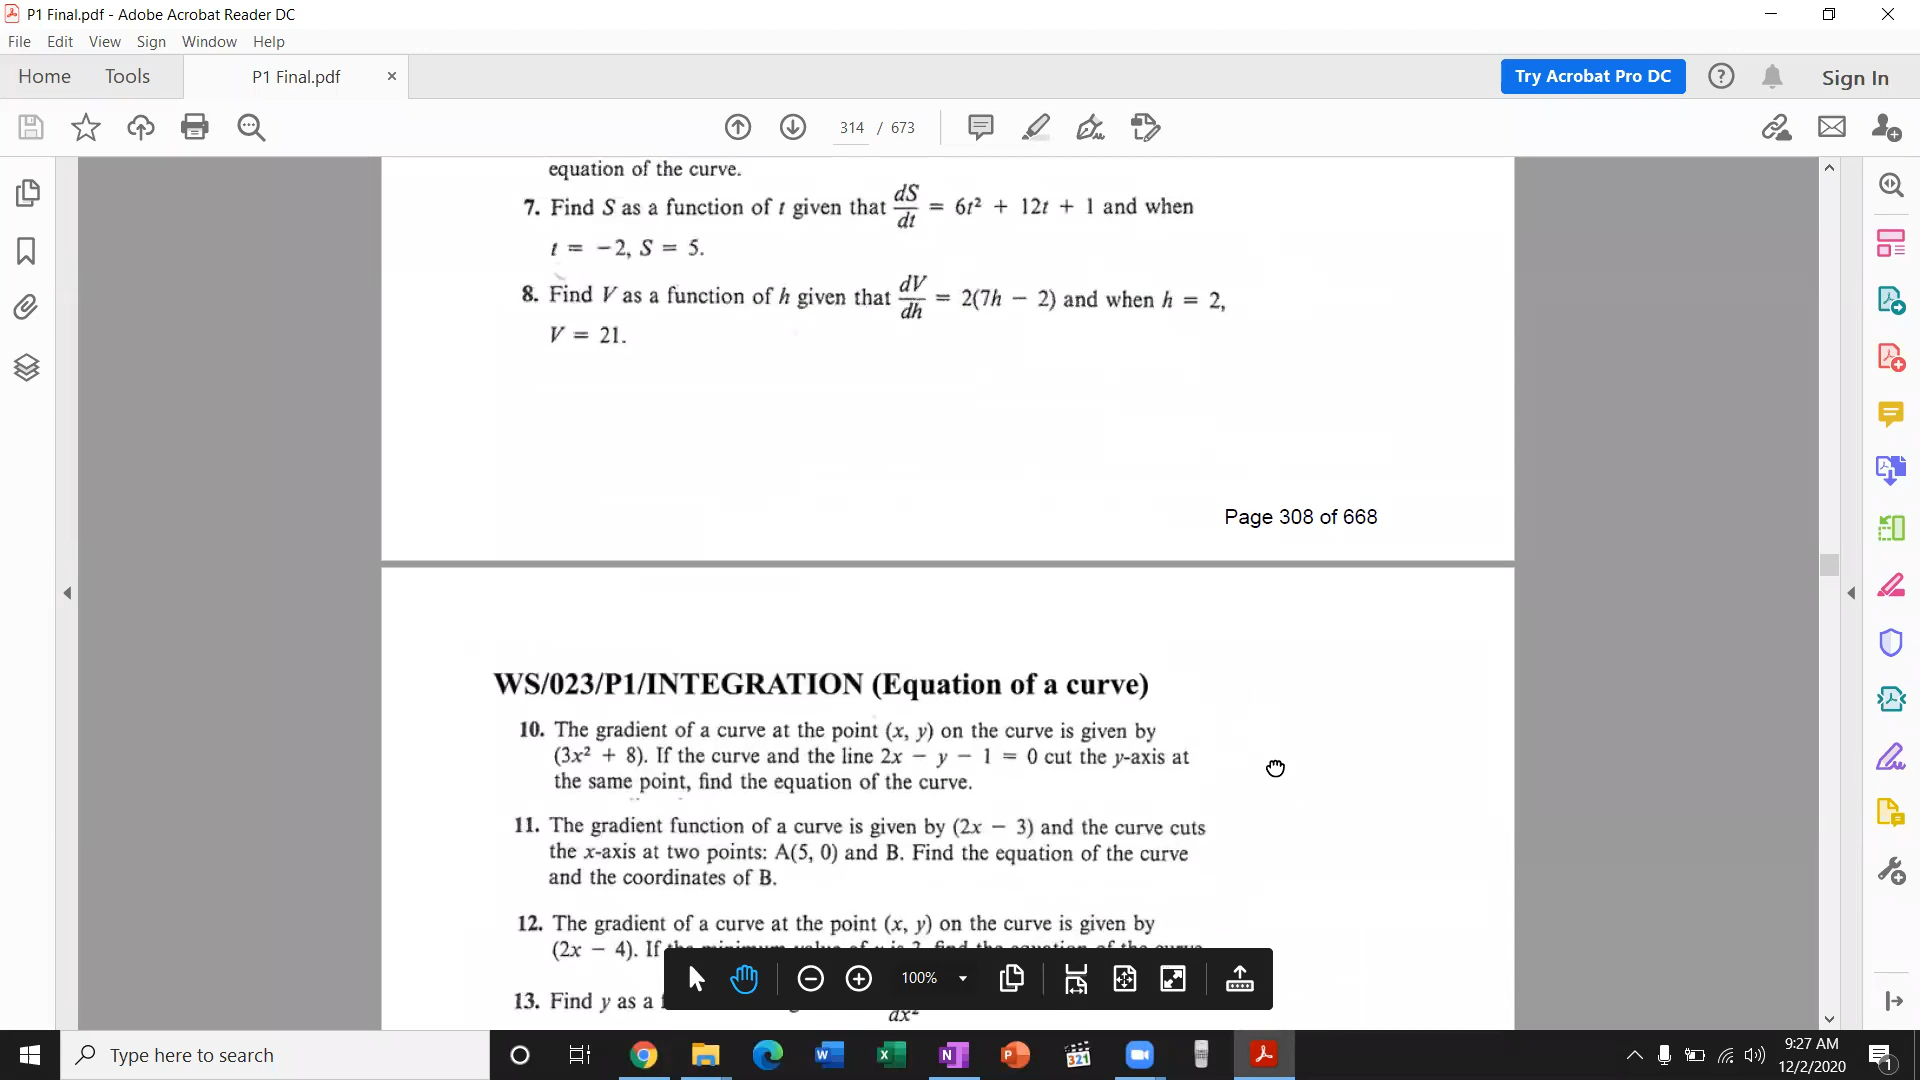 P1 Final.pdf - Adobe Acrobat Reader DC
File Edit View Sign Window Help
Home Tools P1 Final.pdf × Try Acrobat Pro DC ? Sign In
314 / 673
equation of the curve.
7. Find S as a function of t given that dS/dt = 6t² + 12t + 1 and when
t = −2, S = 5.
8. Find V as a function of h given that dV/dh = 2(7h − 2) and when h = 2,
V = 21.
Page 308 of 668
WS/023/P1/INTEGRATION (Equation of a curve)
10. The gradient of a curve at the point (x, y) on the curve is given by
(3x² + 8). If the curve and the line 2x − y − 1 = 0 cut the y-axis at
the same point, find the equation of the curve.
11. The gradient function of a curve is given by (2x − 3) and the curve cuts
the x-axis at two points: A(5, 0) and B. Find the equation of the curve
and the coordinates of B.
12. The gradient of a curve at the point (x, y) on the curve is given by
(2x − 4). If
13. Find y as a
dx²
100%
Type here to search
321
9:27 AM
12/2/2020
1